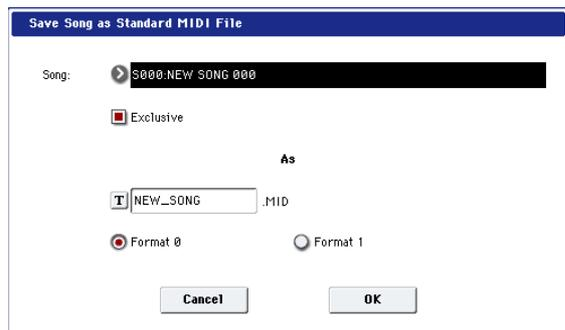 Save Song as Standard MIDI File
Song: S000:NEW SONG 000
Exclusive
As
T NEW_SONG .MID
Format 0 Format 1
Cancel OK